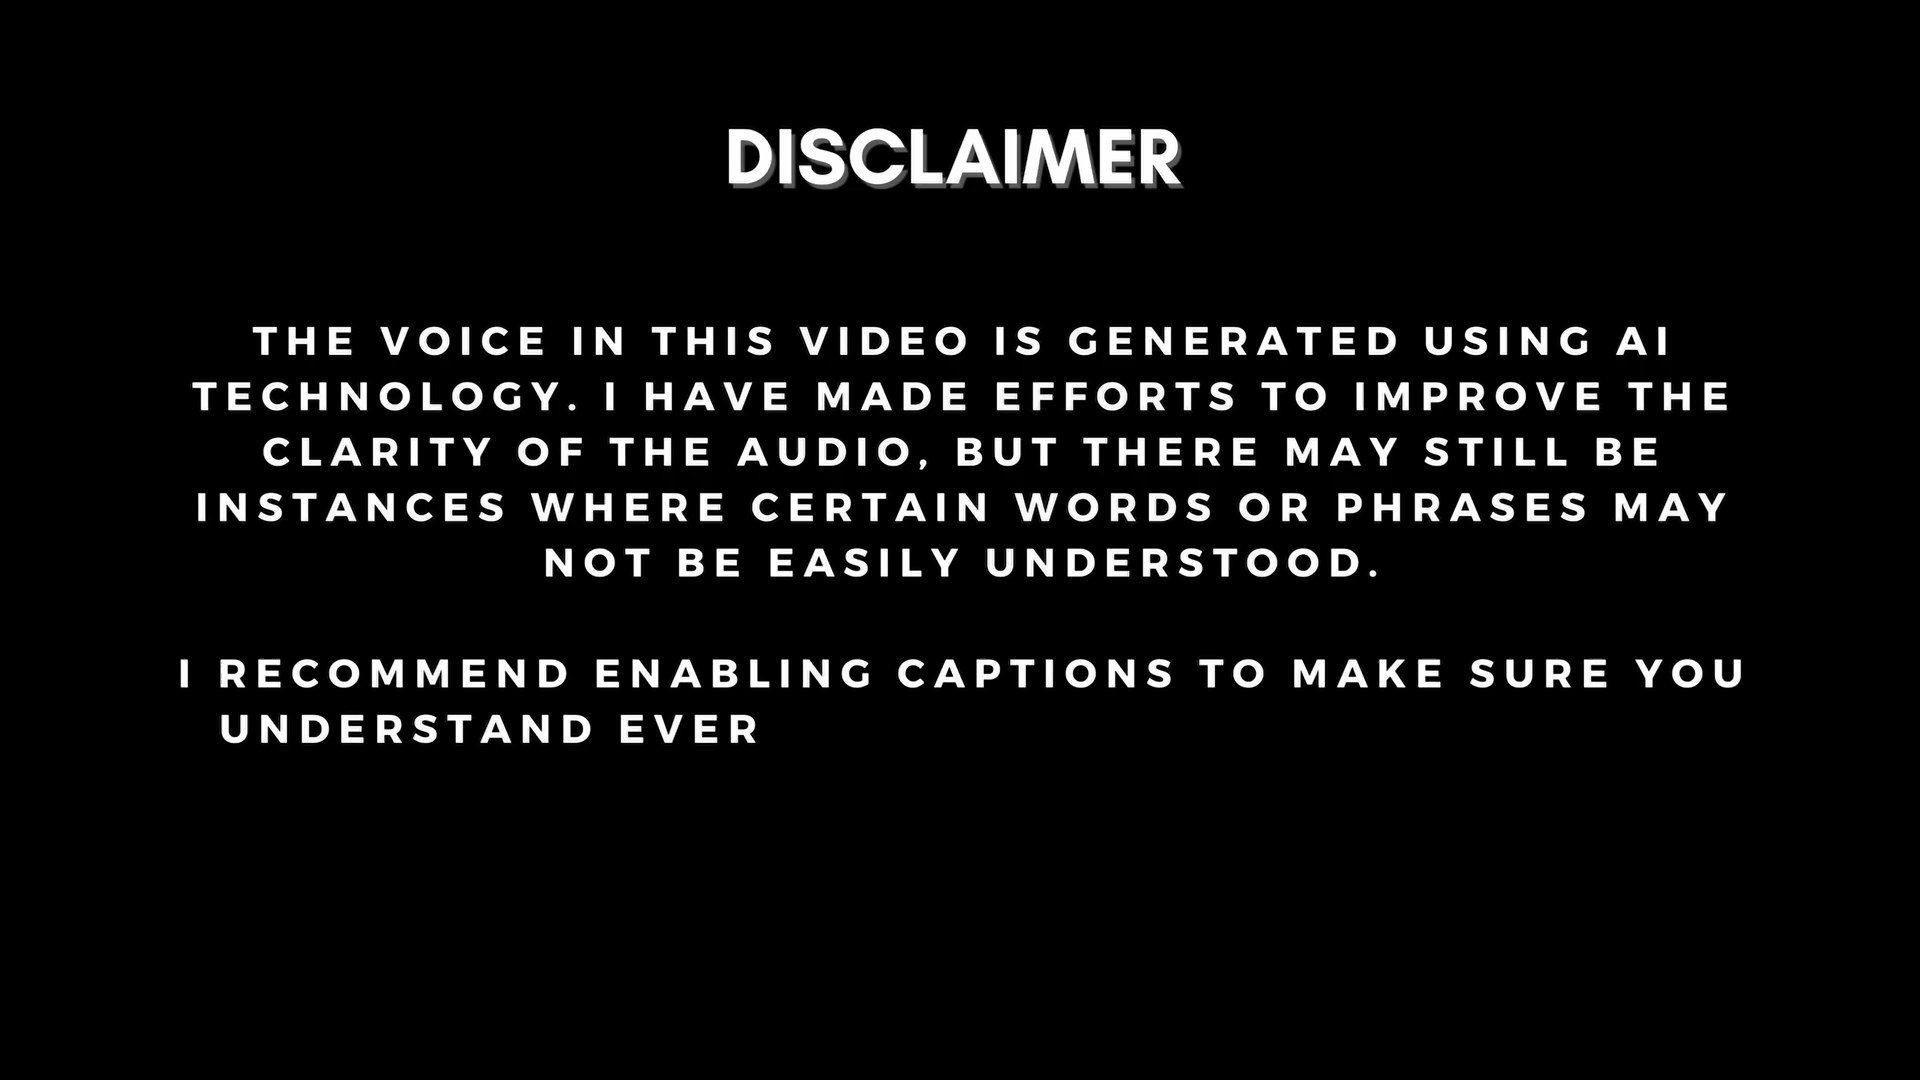 DISCLAIMER
THE VOICE IN THIS VIDEO IS GENERATED USING AI
TECHNOLOGY. I HAVE MADE EFFORTS TO IMPROVE THE
CLARITY OF THE AUDIO, BUT THERE MAY STILL BE
INSTANCES WHERE CERTAIN WORDS OR PHRASES MAY
NOT BE EASILY UNDERSTOOD.
I RECOMMEND ENABLING CAPTIONS TO MAKE SURE YOU
UNDERSTAND EVER